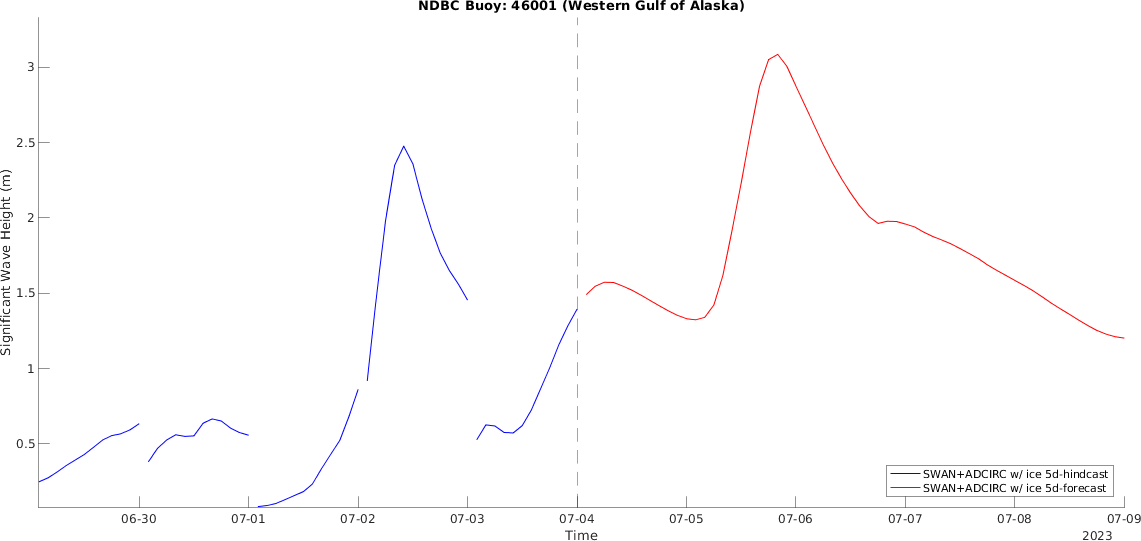 NDBC Buoy: 46001 (Western Gulf of Alaska)
Significant Wave Height (m)
3
2.5
2
1.5
1
0.5
SWAN+ADCIRC w/ ice 5d-hindcast
SWAN+ADCIRC w/ ice 5d-forecast
06-30 07-01 07-02 07-03 07-04 07-05 07-06 07-07 07-08 07-09
Time
2023